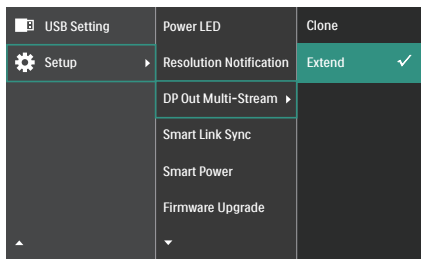 USB Setting
Setup
Power LED
Resolution Notification
DP Out Multi-Stream
Smart Link Sync
Smart Power
Firmware Upgrade
Clone
Extend